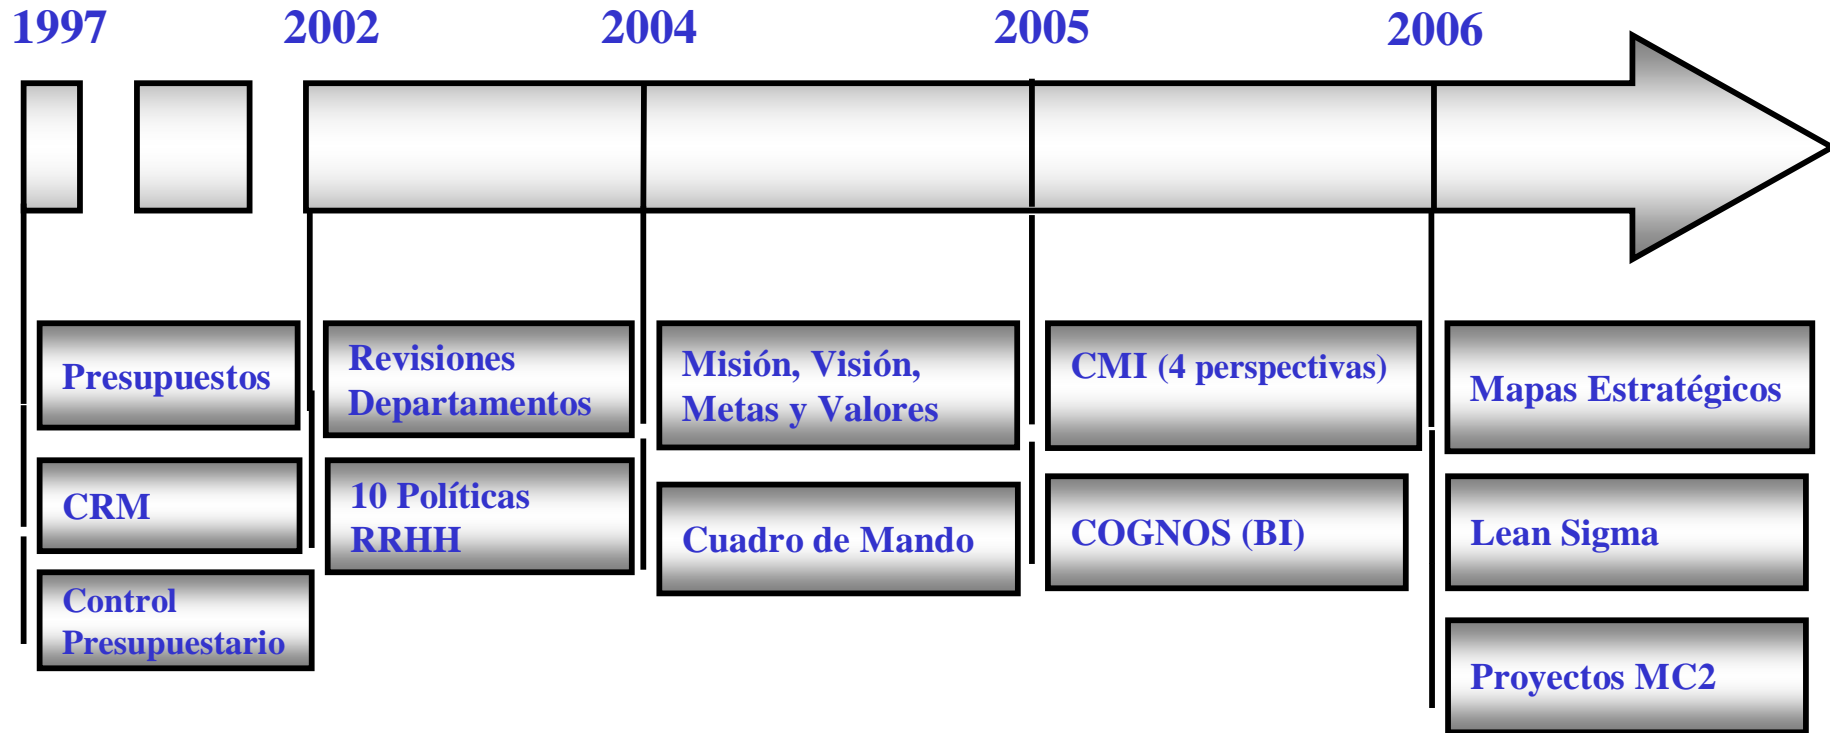 1997
2002
2004
2005
2006
Presupuestos
CRM
Control
Presupuestario
Revisiones
Departamentos
10 Políticas
RRHH
Misión, Visión,
Metas y Valores
Cuadro de Mando
CMI (4 perspectivas)
COGNOS (BI)
Mapas Estratégicos
Lean Sigma
Proyectos MC2